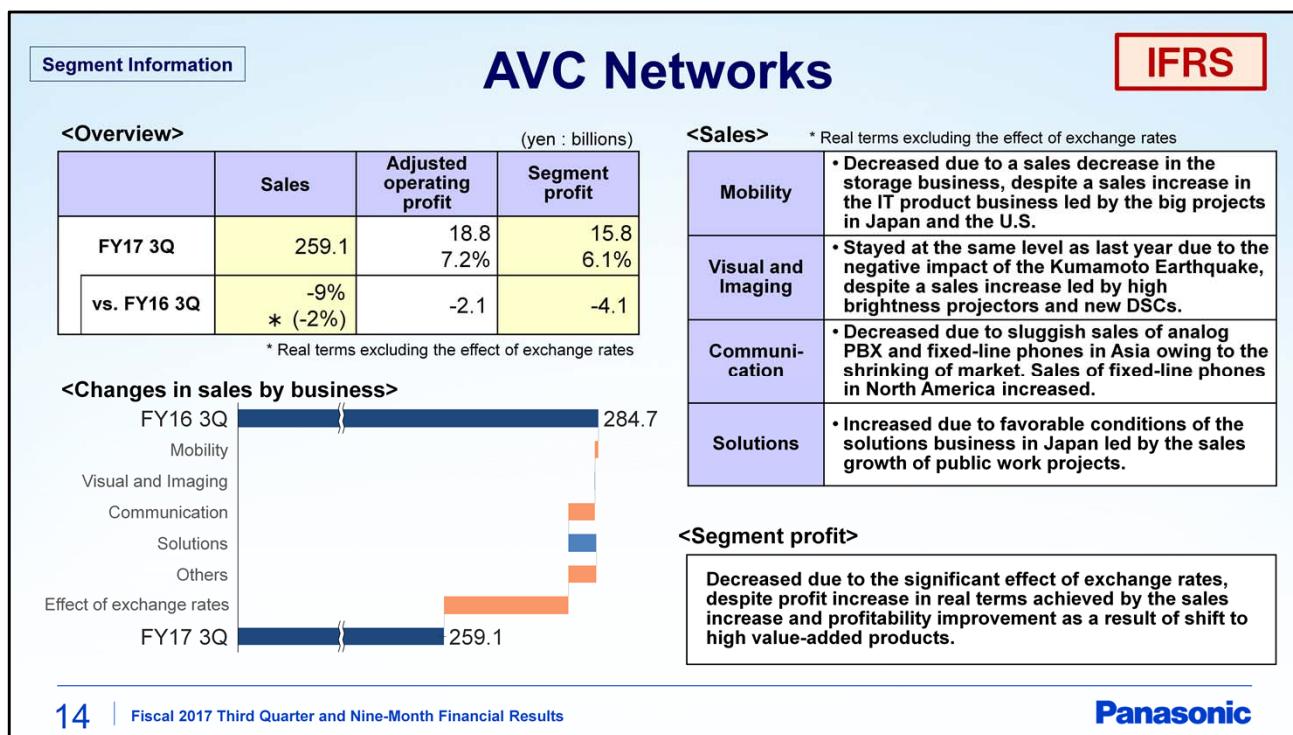 Segment Information
AVC Networks
IFRS
<Overview>
(yen : billions)
Sales
Adjusted
operating
profit
Segment
profit
FY17 3Q
259.1
18.8
7.2%
15.8
6.1%
vs. FY16 3Q
-9%
* (-2%)
-2.1
-4.1
* Real terms excluding the effect of exchange rates
<Changes in sales by business>
FY16 3Q
284.7
Mobility
Visual and Imaging
Communication
Solutions
Others
Effect of exchange rates
FY17 3Q
259.1
<Sales>
* Real terms excluding the effect of exchange rates
Mobility
• Decreased due to a sales decrease in the
storage business, despite a sales increase in
the IT product business led by the big projects
in Japan and the U.S.
Visual and
Imaging
• Stayed at the same level as last year due to the
negative impact of the Kumamoto Earthquake,
despite a sales increase led by high
brightness projectors and new DSCs.
Communi-
cation
• Decreased due to sluggish sales of analog
PBX and fixed-line phones in Asia owing to the
shrinking of market. Sales of fixed-line phones
in North America increased.
Solutions
• Increased due to favorable conditions of the
solutions business in Japan led by the sales
growth of public work projects.
<Segment profit>
Decreased due to the significant effect of exchange rates,
despite profit increase in real terms achieved by the sales
increase and profitability improvement as a result of shift to
high value-added products.
14
Fiscal 2017 Third Quarter and Nine-Month Financial Results
Panasonic